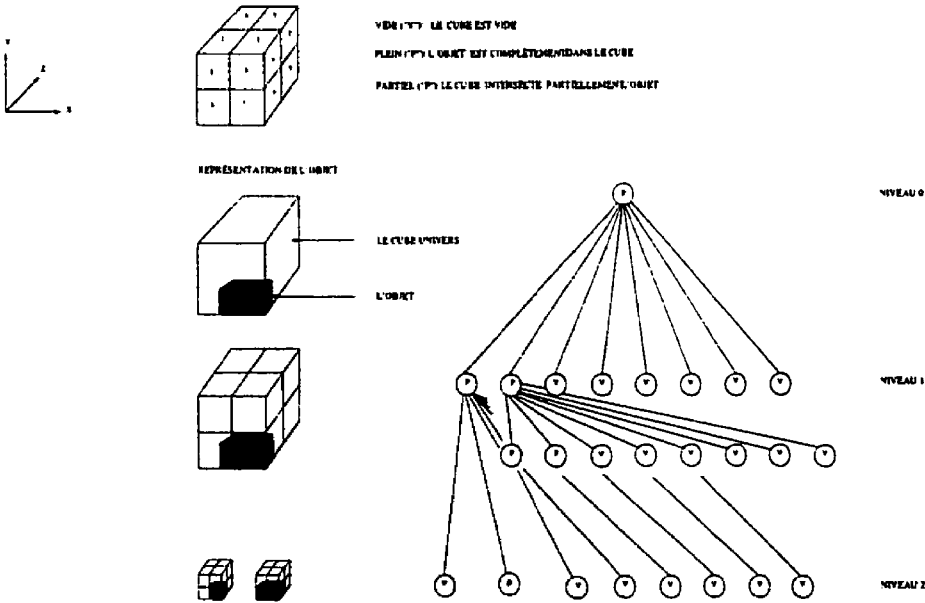 Y
Z
X
VIDE ("V") LE CUBE EST VIDE
PLEIN ("P") L'OBJET EST COMPLÈTEMENT DANS LE CUBE
PARTIEL ("P") LE CUBE INTERSECTE PARTIELLEMENT L'OBJET
REPRÉSENTATION DE L'OBJET
P
NIVEAU 0
LE CUBE UNIVERS
L'OBJET
P P V V V V V V
NIVEAU 1
P P V V V V V V
V P V V V V V
NIVEAU 2